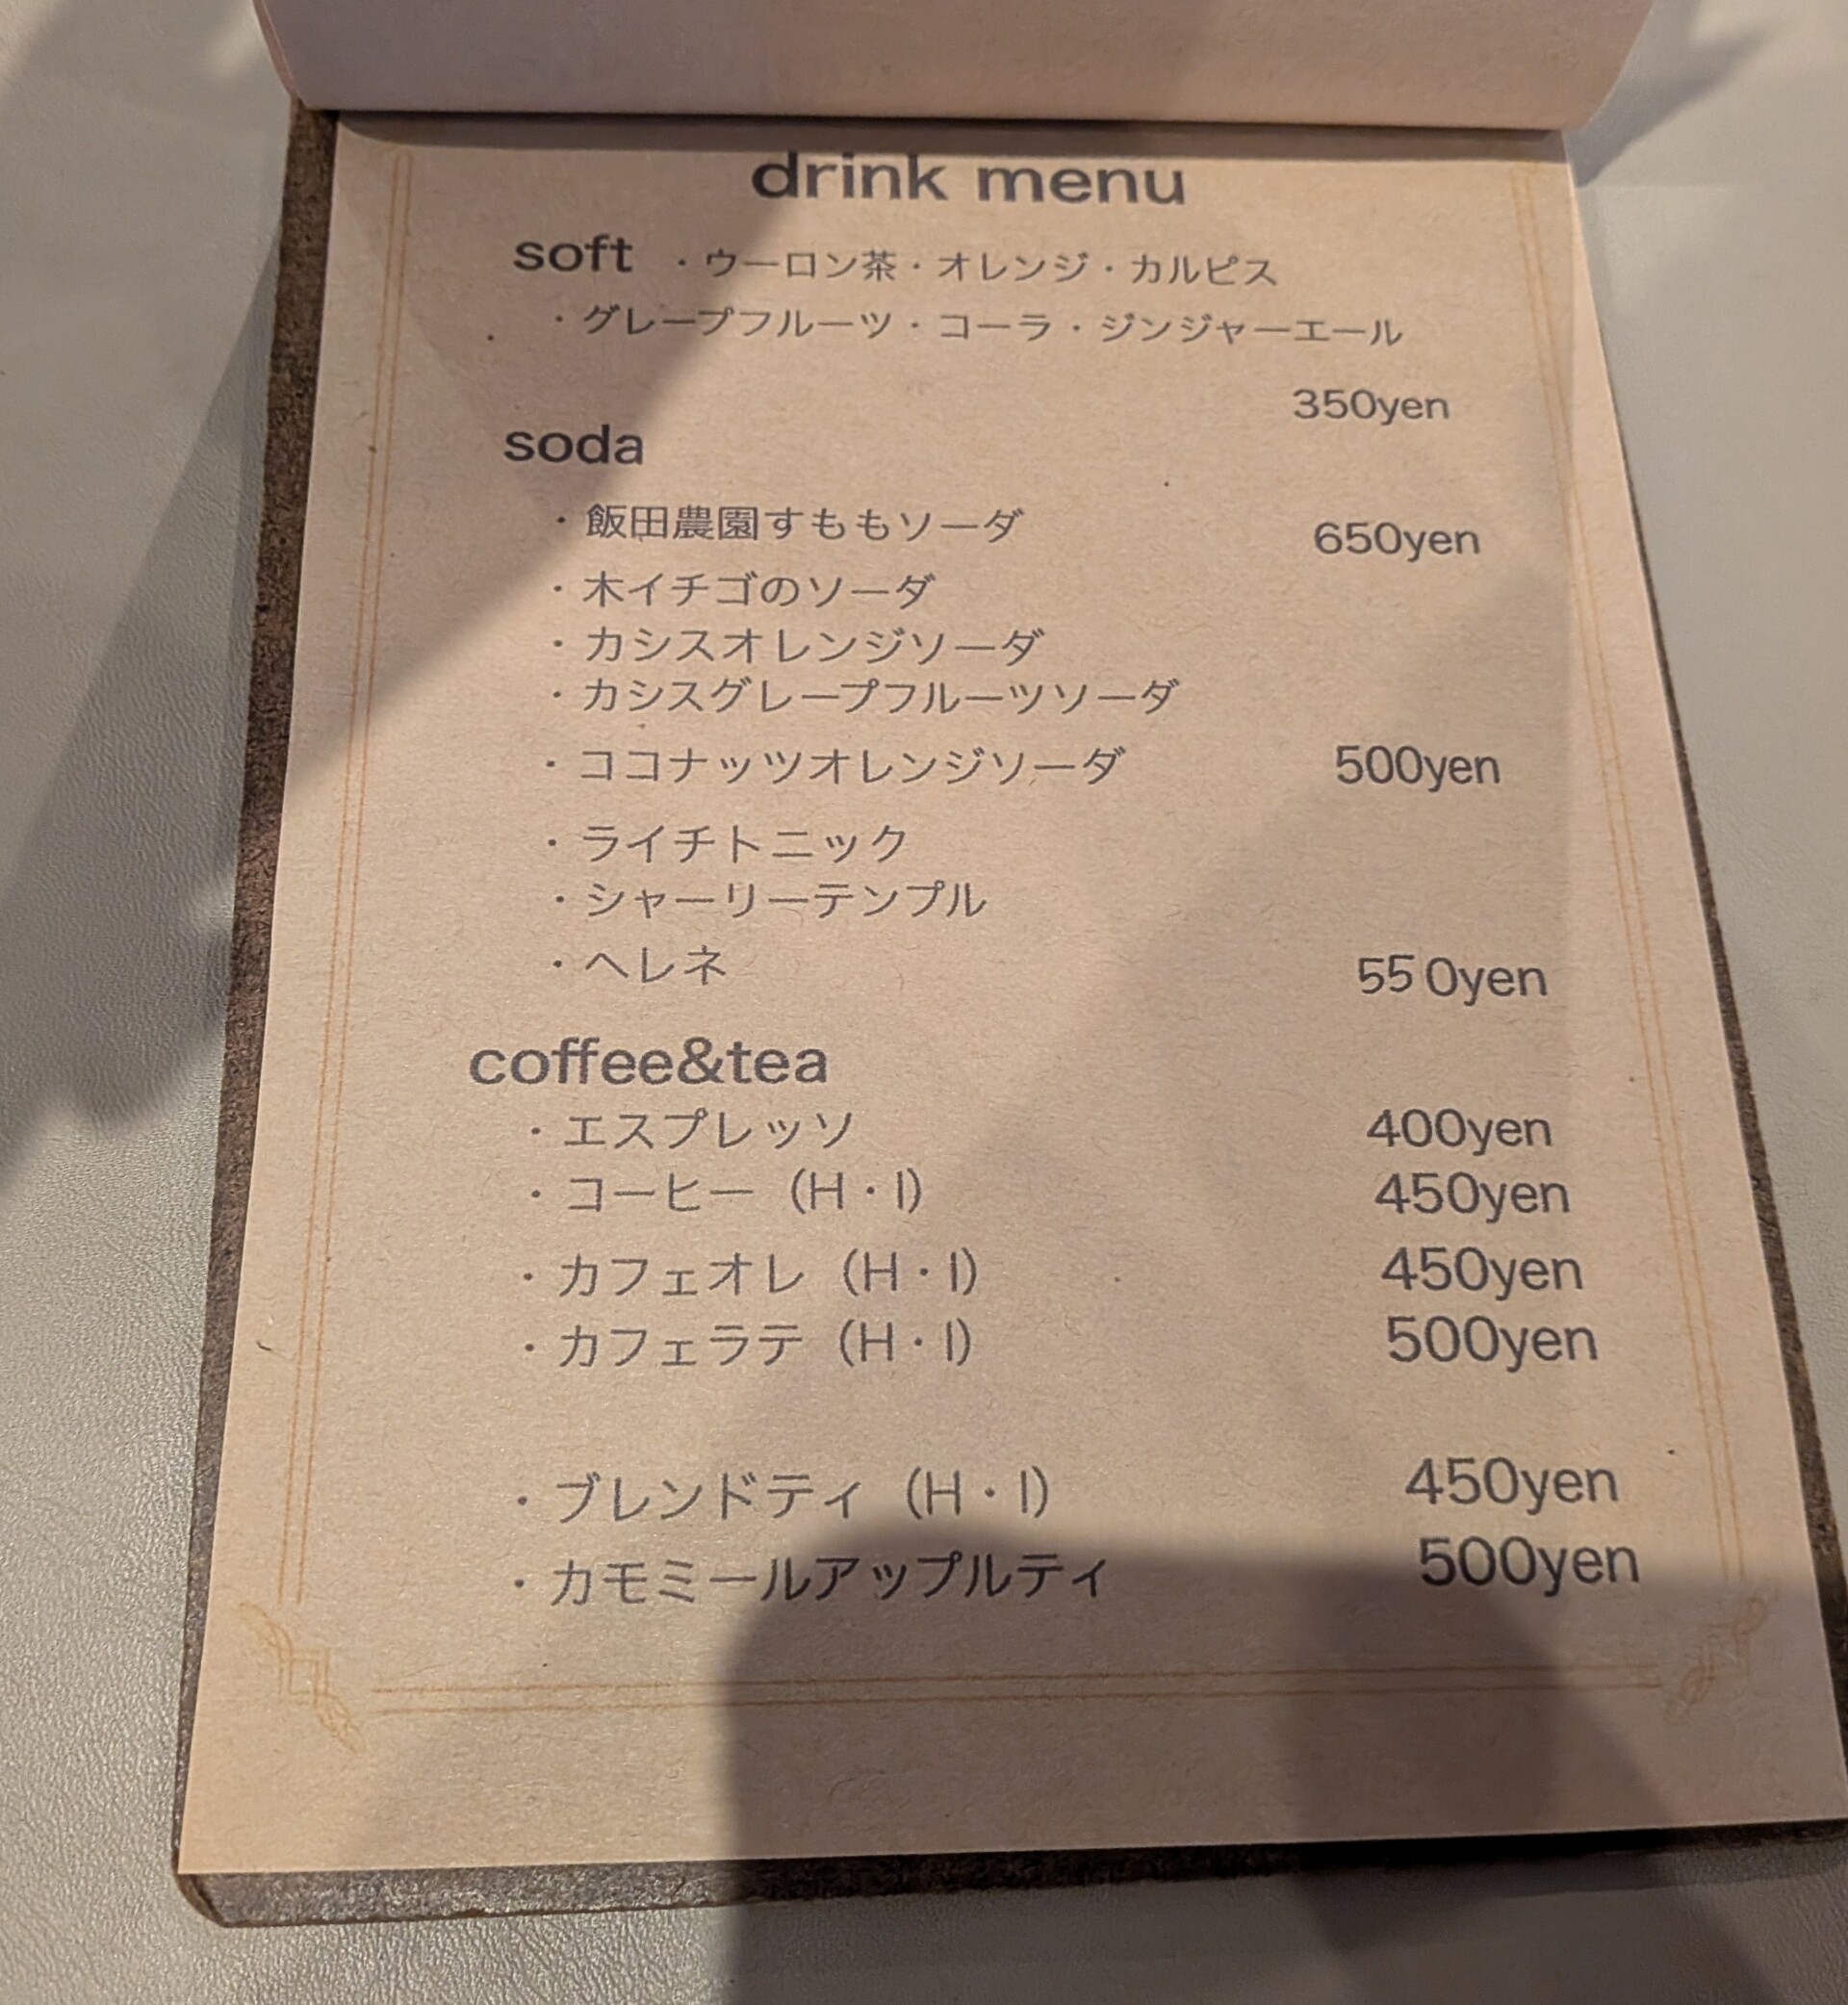 drink menu
soft ・ウーロン茶・オレンジ・カルピス
・グレープフルーツ・コーラ・ジンジャーエール
350yen
soda
・飯田農園すももソーダ 650yen
・木イチゴのソーダ
・カシスオレンジソーダ
・カシスグレープフルーツソーダ
・ココナッツオレンジソーダ 500yen
・ライチトニック
・シャーリーテンプル
・ヘレネ 550yen
coffee&tea
・エスプレッソ 400yen
・コーヒー（H・I） 450yen
・カフェオレ（H・I） 450yen
・カフェラテ（H・I） 500yen
・ブレンドティ（H・I） 450yen
・カモミールアップルティ 500yen